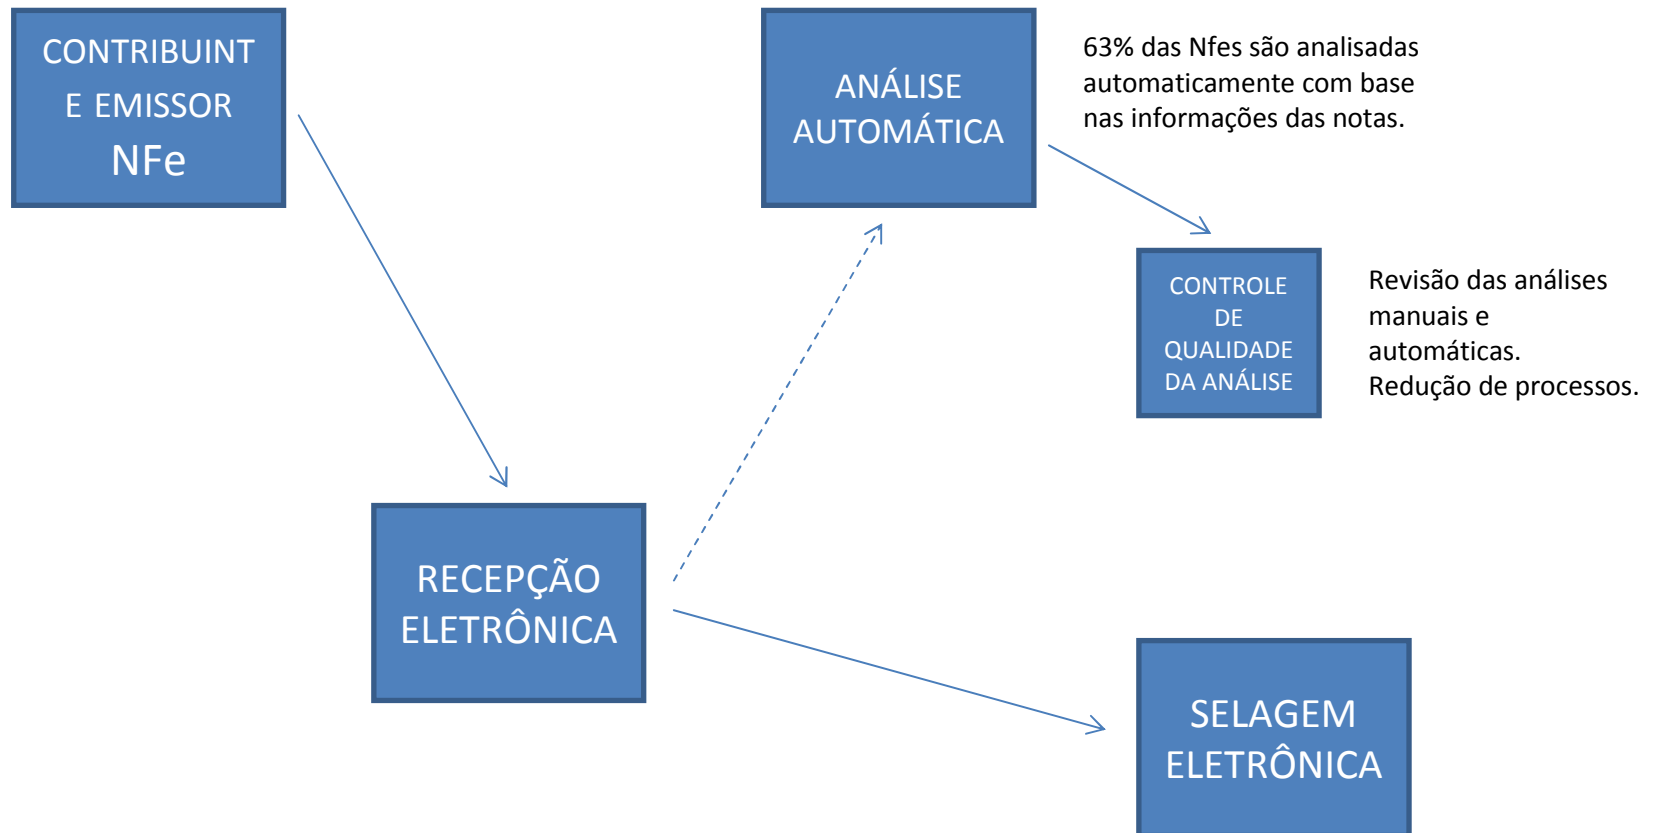 CONTRIBUINT
E EMISSOR
NFe
ANÁLISE
AUTOMÁTICA
63% das Nfes são analisadas
automaticamente com base
nas informações das notas.
CONTROLE
DE
QUALIDADE
DA ANÁLISE
Revisão das análises
manuais e
automáticas.
Redução de processos.
RECEPÇÃO
ELETRÔNICA
SELAGEM
ELETRÔNICA